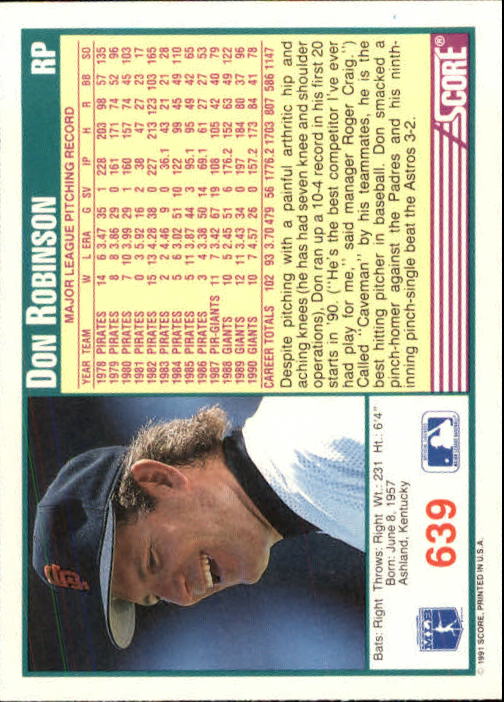 DON ROBINSON RP
MAJOR LEAGUE PITCHING RECORD
YEAR TEAM W L ERA G SV IP H R BB SO
1978 PIRATES 14 6 3.47 35 1 228 203 98 57 135
1979 PIRATES 8 8 3.86 29 0 161 171 74 52 96
1980 PIRATES 7 10 3.99 29 1 160 157 74 45 103
1981 PIRATES 0 3 5.92 16 2 38 47 27 23 17
1982 PIRATES 15 13 4.28 38 0 227 213 123 103 165
1983 PIRATES 2 2 4.46 9 0 36.1 43 21 21 28
1984 PIRATES 5 6 3.02 51 10 122 99 45 49 110
1985 PIRATES 5 11 3.87 44 3 95.1 95 49 42 65
1986 PIRATES 3 4 3.38 50 14 69.1 61 27 27 53
1987 PIR-GIANTS 11 7 3.42 67 19 108 105 42 40 79
1988 GIANTS 10 5 2.45 51 6 176.2 152 63 49 122
1989 GIANTS 12 11 3.43 34 0 197 184 80 37 96
1990 GIANTS 10 7 4.57 26 0 157.2 173 84 41 78
CAREER TOTALS 102 93 3.70 479 56 1776.2 1703 807 586 1147
Despite pitching with a painful arthritic hip and
aching knees (he has had seven knee and shoulder
operations), Don ran up a 10-4 record in his first 20
starts in '90. ("He's the best competitor I've ever
had play for me," said manager Roger Craig.")
Called "Caveman" by his teammates, he is the
best hitting pitcher in baseball. Don smacked a
pinch-homer against the Padres and his ninth-
inning pinch-single beat the Astros 3-2.
SCORE®
SF
Bats: Right Throws: Right Wt.: 231 Ht.: 6'4"
Born: June 8, 1957
Ashland, Kentucky
639
MLB
© 1991 SCORE, PRINTED IN U.S.A.